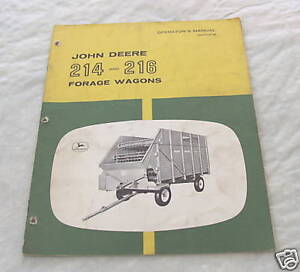 OPERATOR'S MANUAL
JOHN DEERE
214 AND 216
FORAGE WAGONS